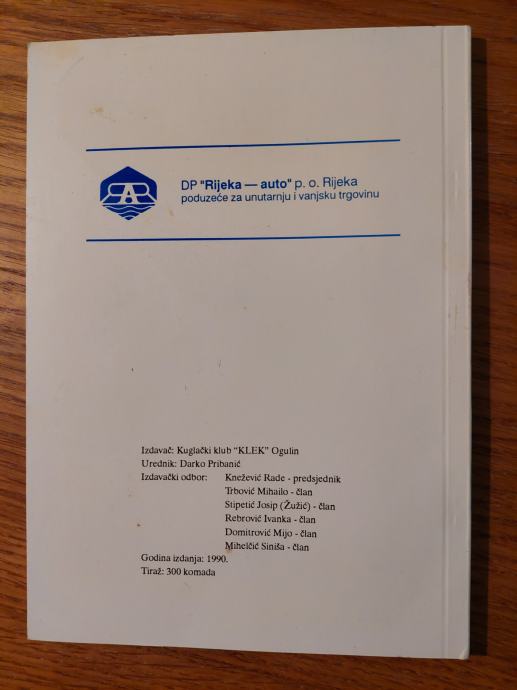 RAR
DP "Rijeka — auto" p. o. Rijeka
poduzeće za unutarnju i vanjsku trgovinu
Izdavač: Kuglački klub "KLEK" Ogulin
Urednik: Darko Pribanić
Izdavački odbor: Knežević Rade - predsjednik
Trbović Mihailo - član
Stipetić Josip (Žužić) - član
Rebrović Ivanka - član
Domitrović Mijo - član
Mihelčić Siniša - član
Godina izdanja: 1990.
Tiraž: 300 komada